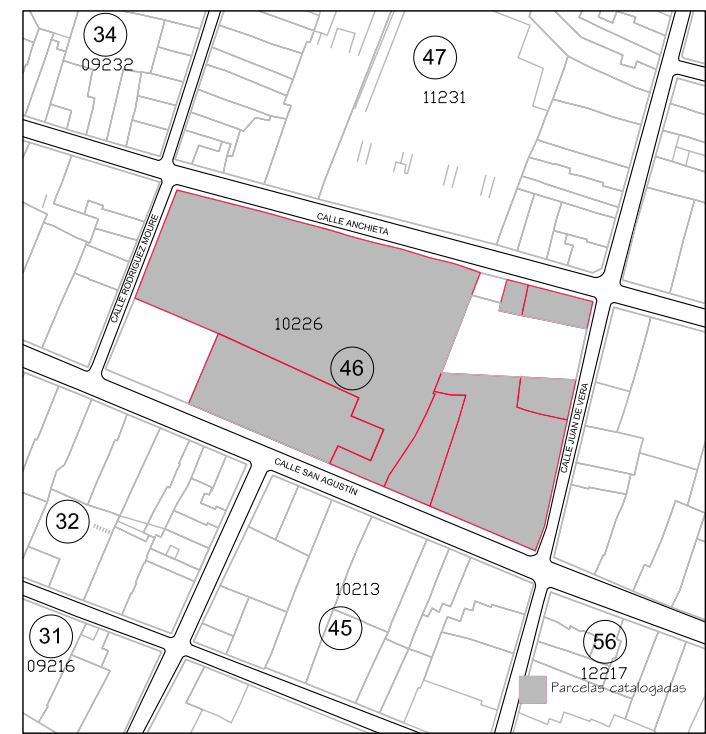 34
09232
47
11231
CALLE ANCHIETA
CALLE RODRÍGUEZ MOURE
10226
46
CALLE JUAN DE VERA
CALLE SAN AGUSTÍN
32
10213
45
31
09216
56
12217
Parcelas catalogadas